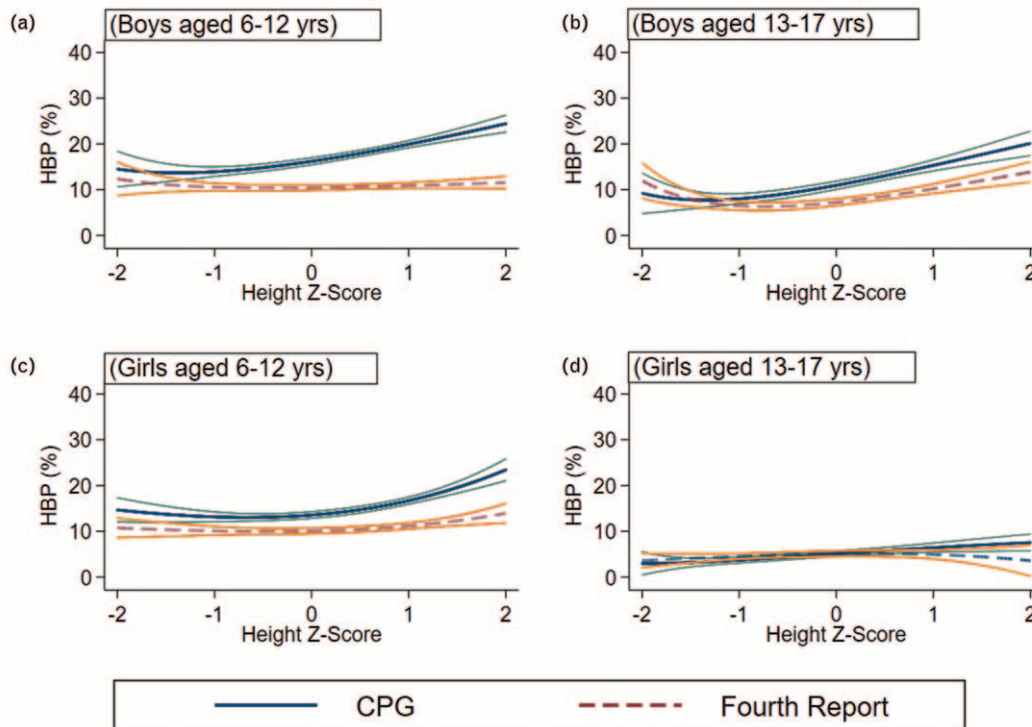 (a)
(Boys aged 6-12 yrs)
40
30
20
10
0
HBP (%)
-2 -1 0 1 2
Height Z-Score
(b)
(Boys aged 13-17 yrs)
40
30
20
10
0
HBP (%)
-2 -1 0 1 2
Height Z-Score
(c)
(Girls aged 6-12 yrs)
40
30
20
10
0
HBP (%)
-2 -1 0 1 2
Height Z-Score
(d)
(Girls aged 13-17 yrs)
40
30
20
10
0
HBP (%)
-2 -1 0 1 2
Height Z-Score
CPG Fourth Report